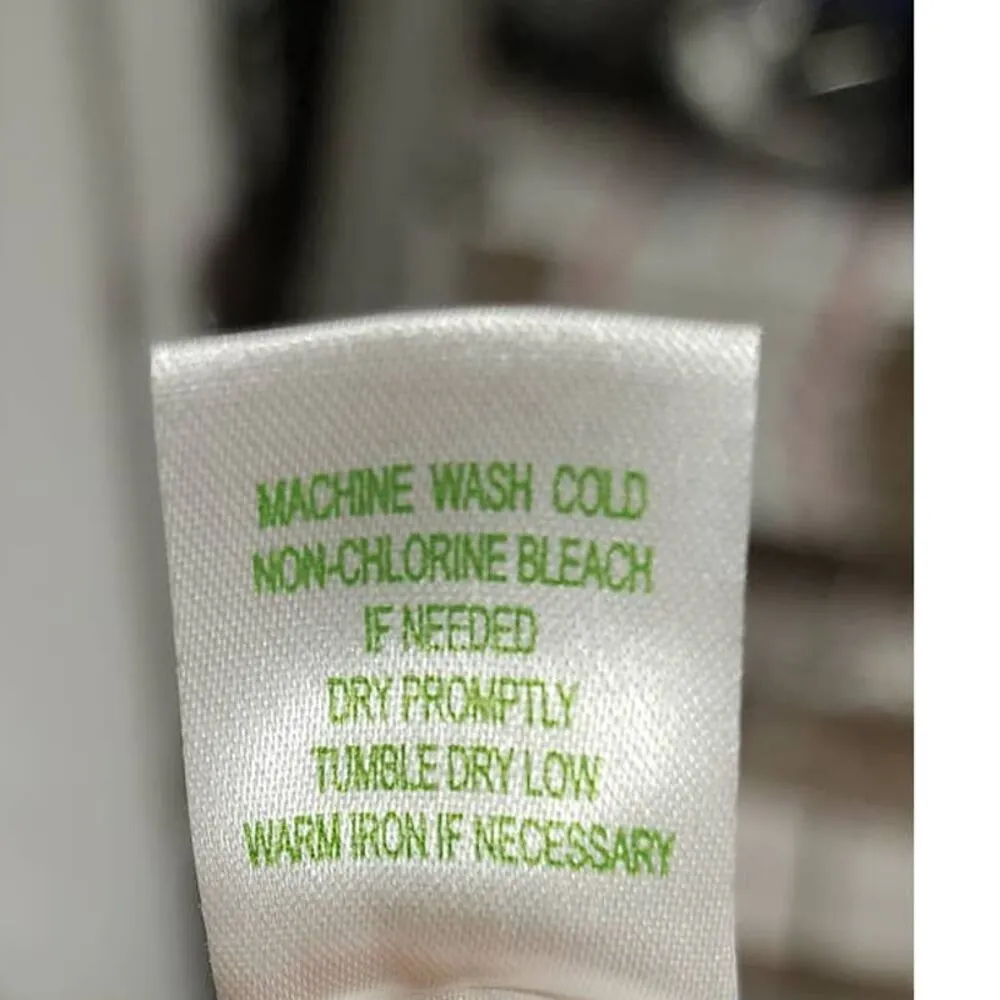 MACHINE WASH COLD
NON-CHLORINE BLEACH
IF NEEDED
DRY PROMPTLY
TUMBLE DRY LOW
WARM IRON IF NECESSARY